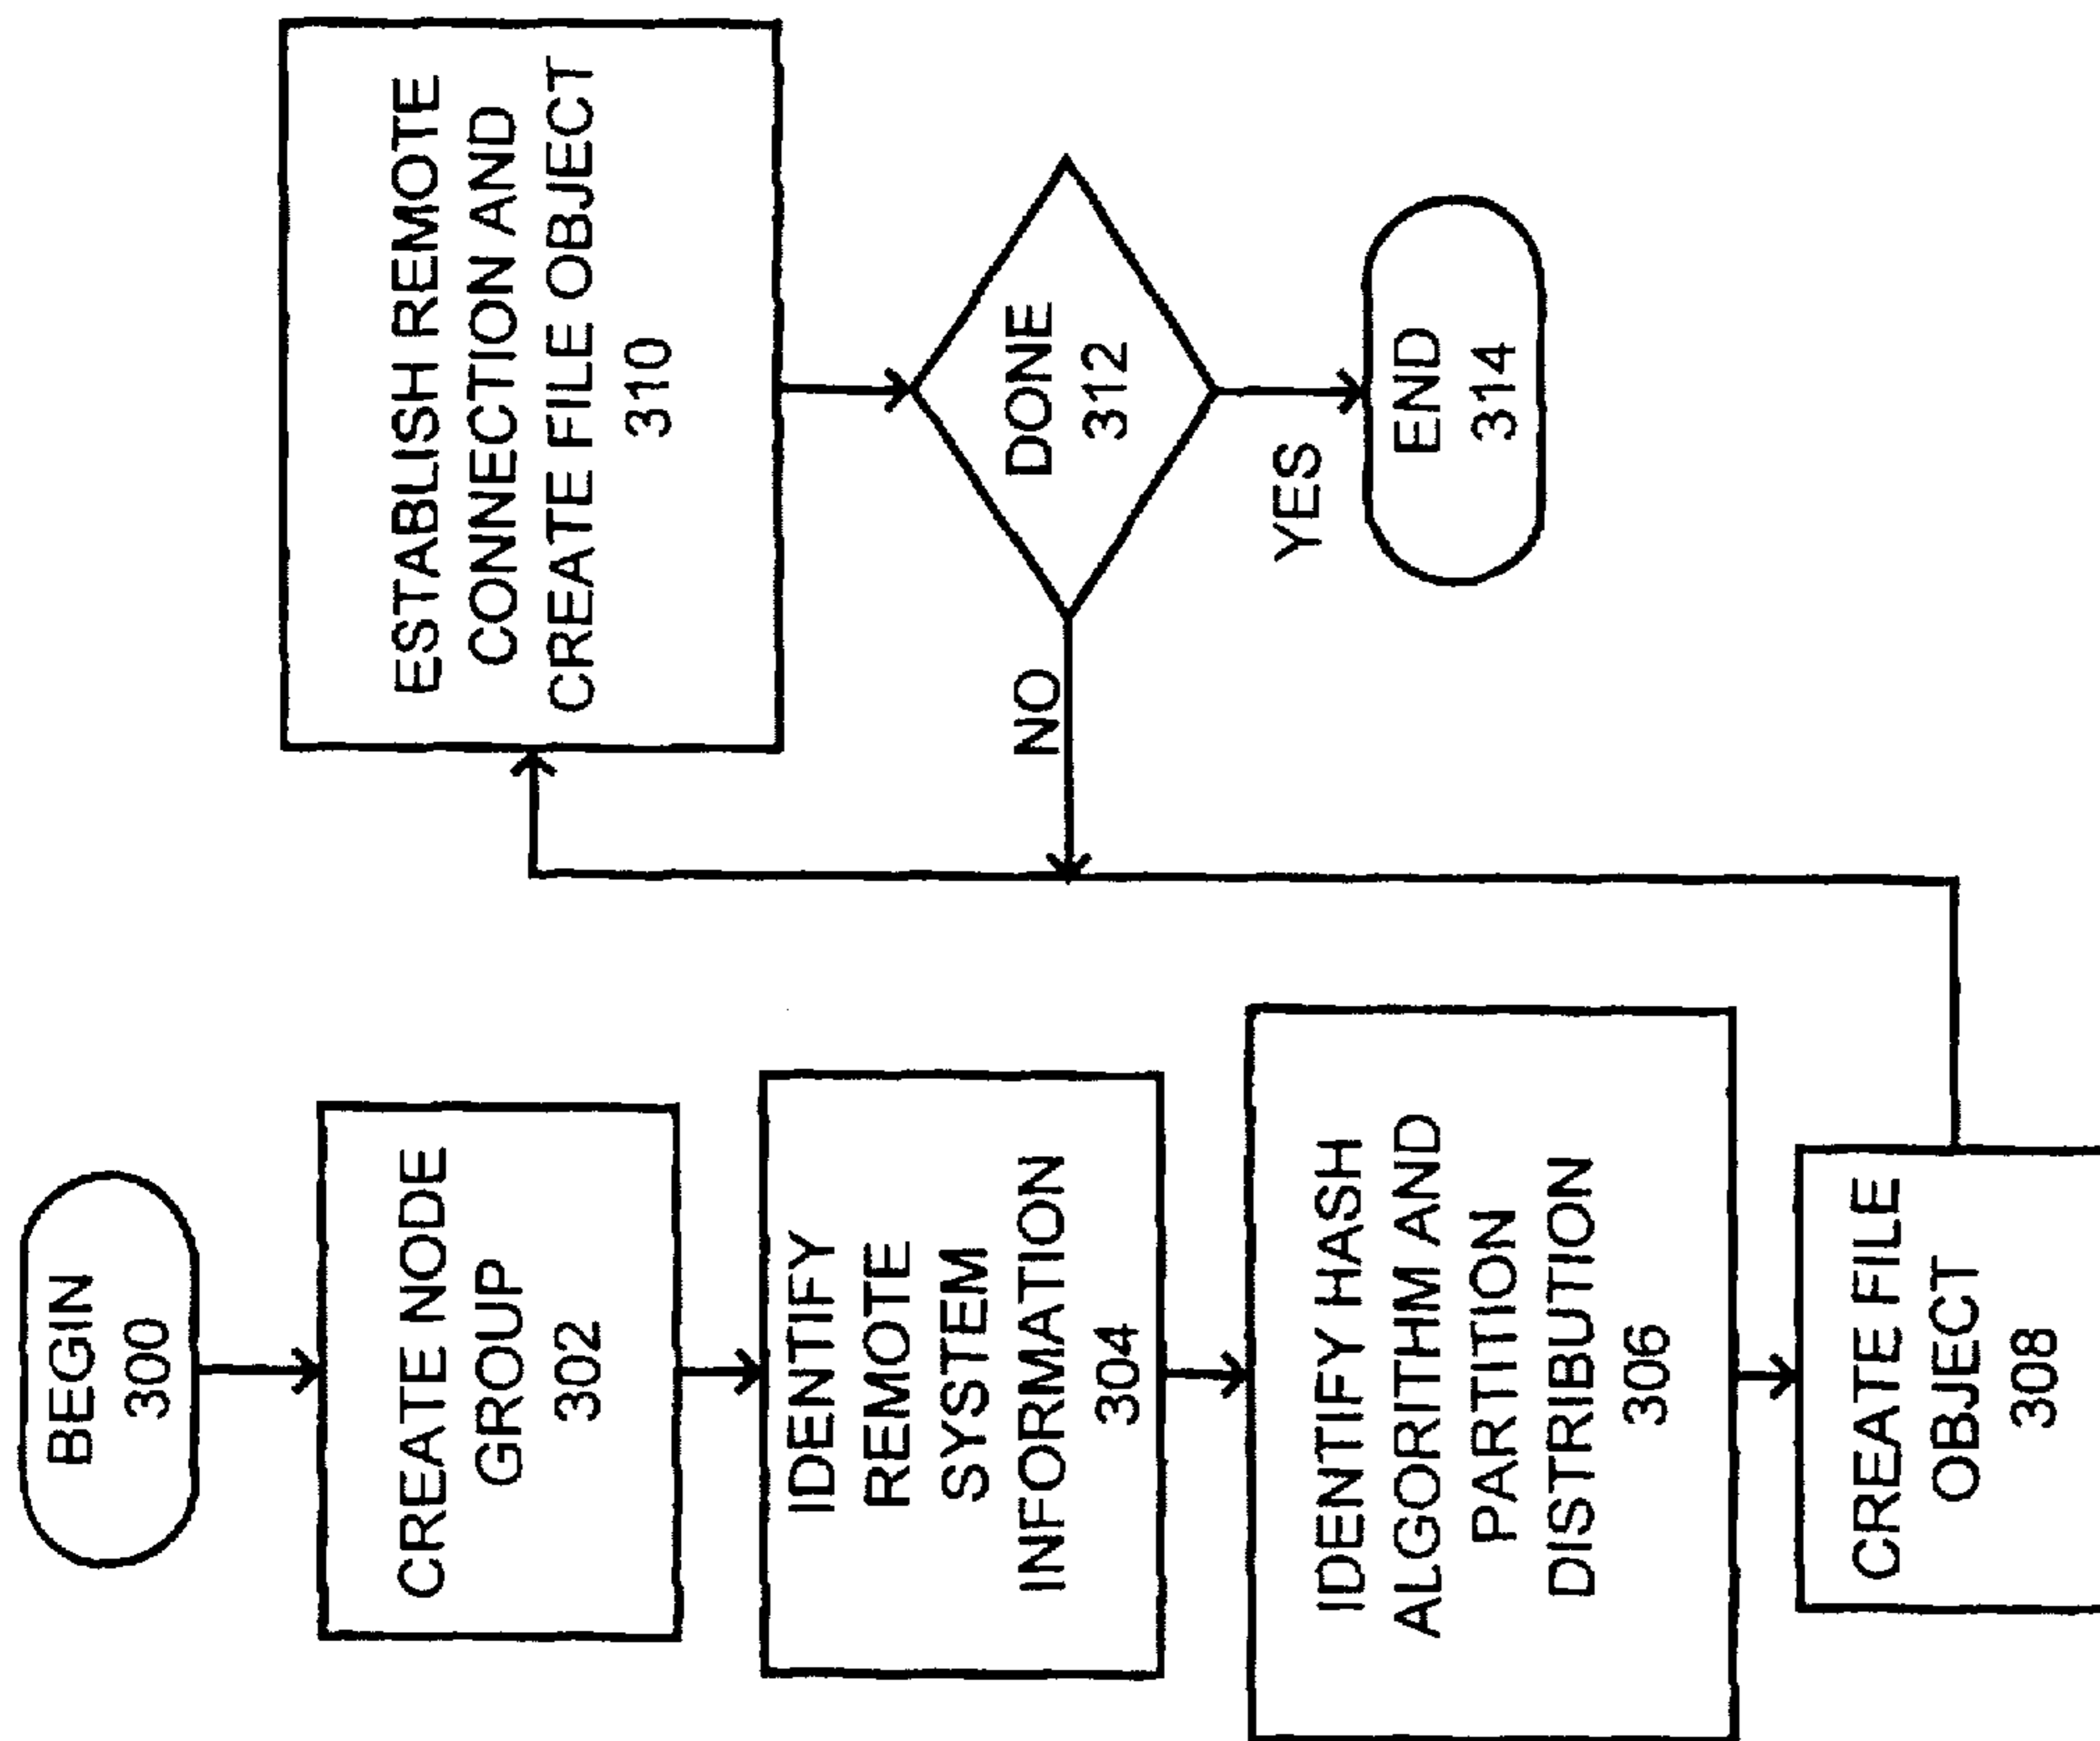 BEGIN
300
CREATE NODE
GROUP
302
IDENTIFY
REMOTE
SYSTEM
INFORMATION
304
IDENTIFY HASH
ALGORITHM AND
PARTITION
DISTRIBUTION
306
CREATE FILE
OBJECT
308
ESTABLISH REMOTE
CONNECTION AND
CREATE FILE OBJECT
310
DONE
312
NO
YES
END
314